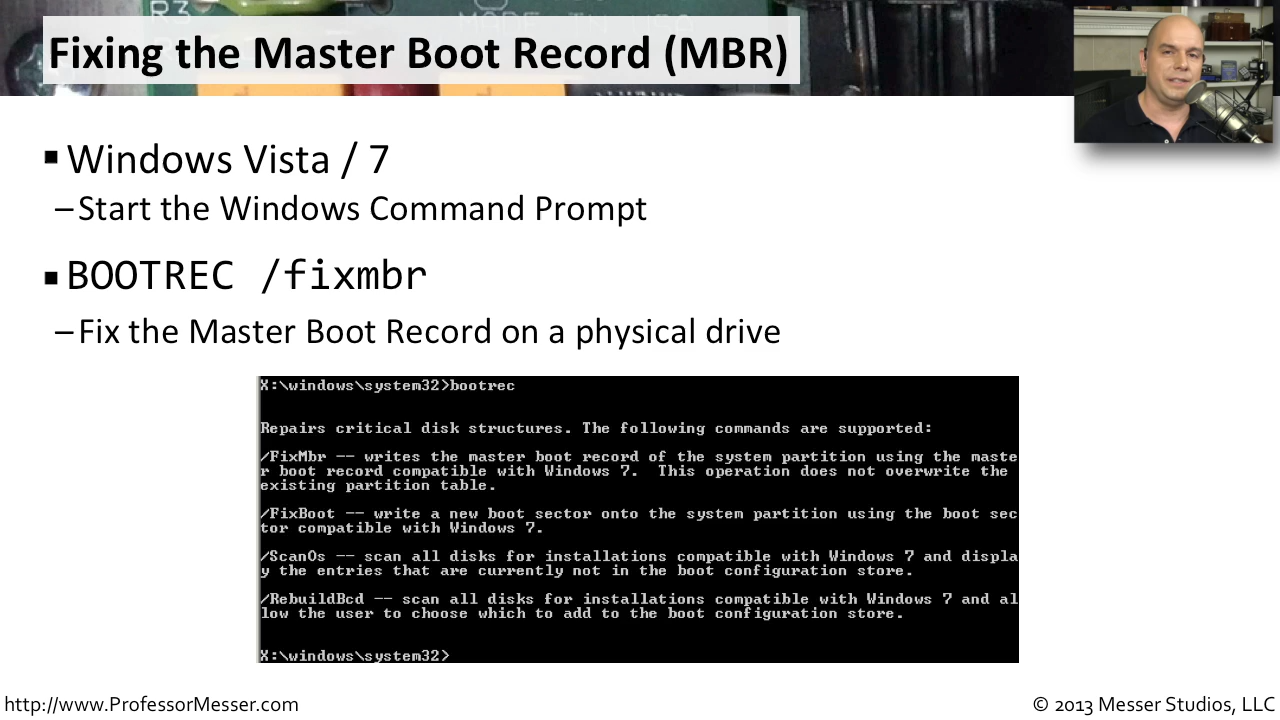 R3
MADE IN USA
Fixing the Master Boot Record (MBR)
Windows Vista / 7
–Start the Windows Command Prompt
BOOTREC /fixmbr
–Fix the Master Boot Record on a physical drive
X:\windows\system32>bootrec
Repairs critical disk structures. The following commands are supported:
/FixMbr -- writes the master boot record of the system partition using the maste
r boot record compatible with Windows 7.  This operation does not overwrite the
existing partition table.
/FixBoot -- write a new boot sector onto the system partition using the boot sec
tor compatible with Windows 7.
/ScanOs -- scan all disks for installations compatible with Windows 7 and displa
y the entries that are currently not in the boot configuration store.
/RebuildBcd -- scan all disks for installations compatible with Windows 7 and al
low the user to choose which to add to the boot configuration store.
X:\windows\system32>
http://www.ProfessorMesser.com
© 2013 Messer Studios, LLC